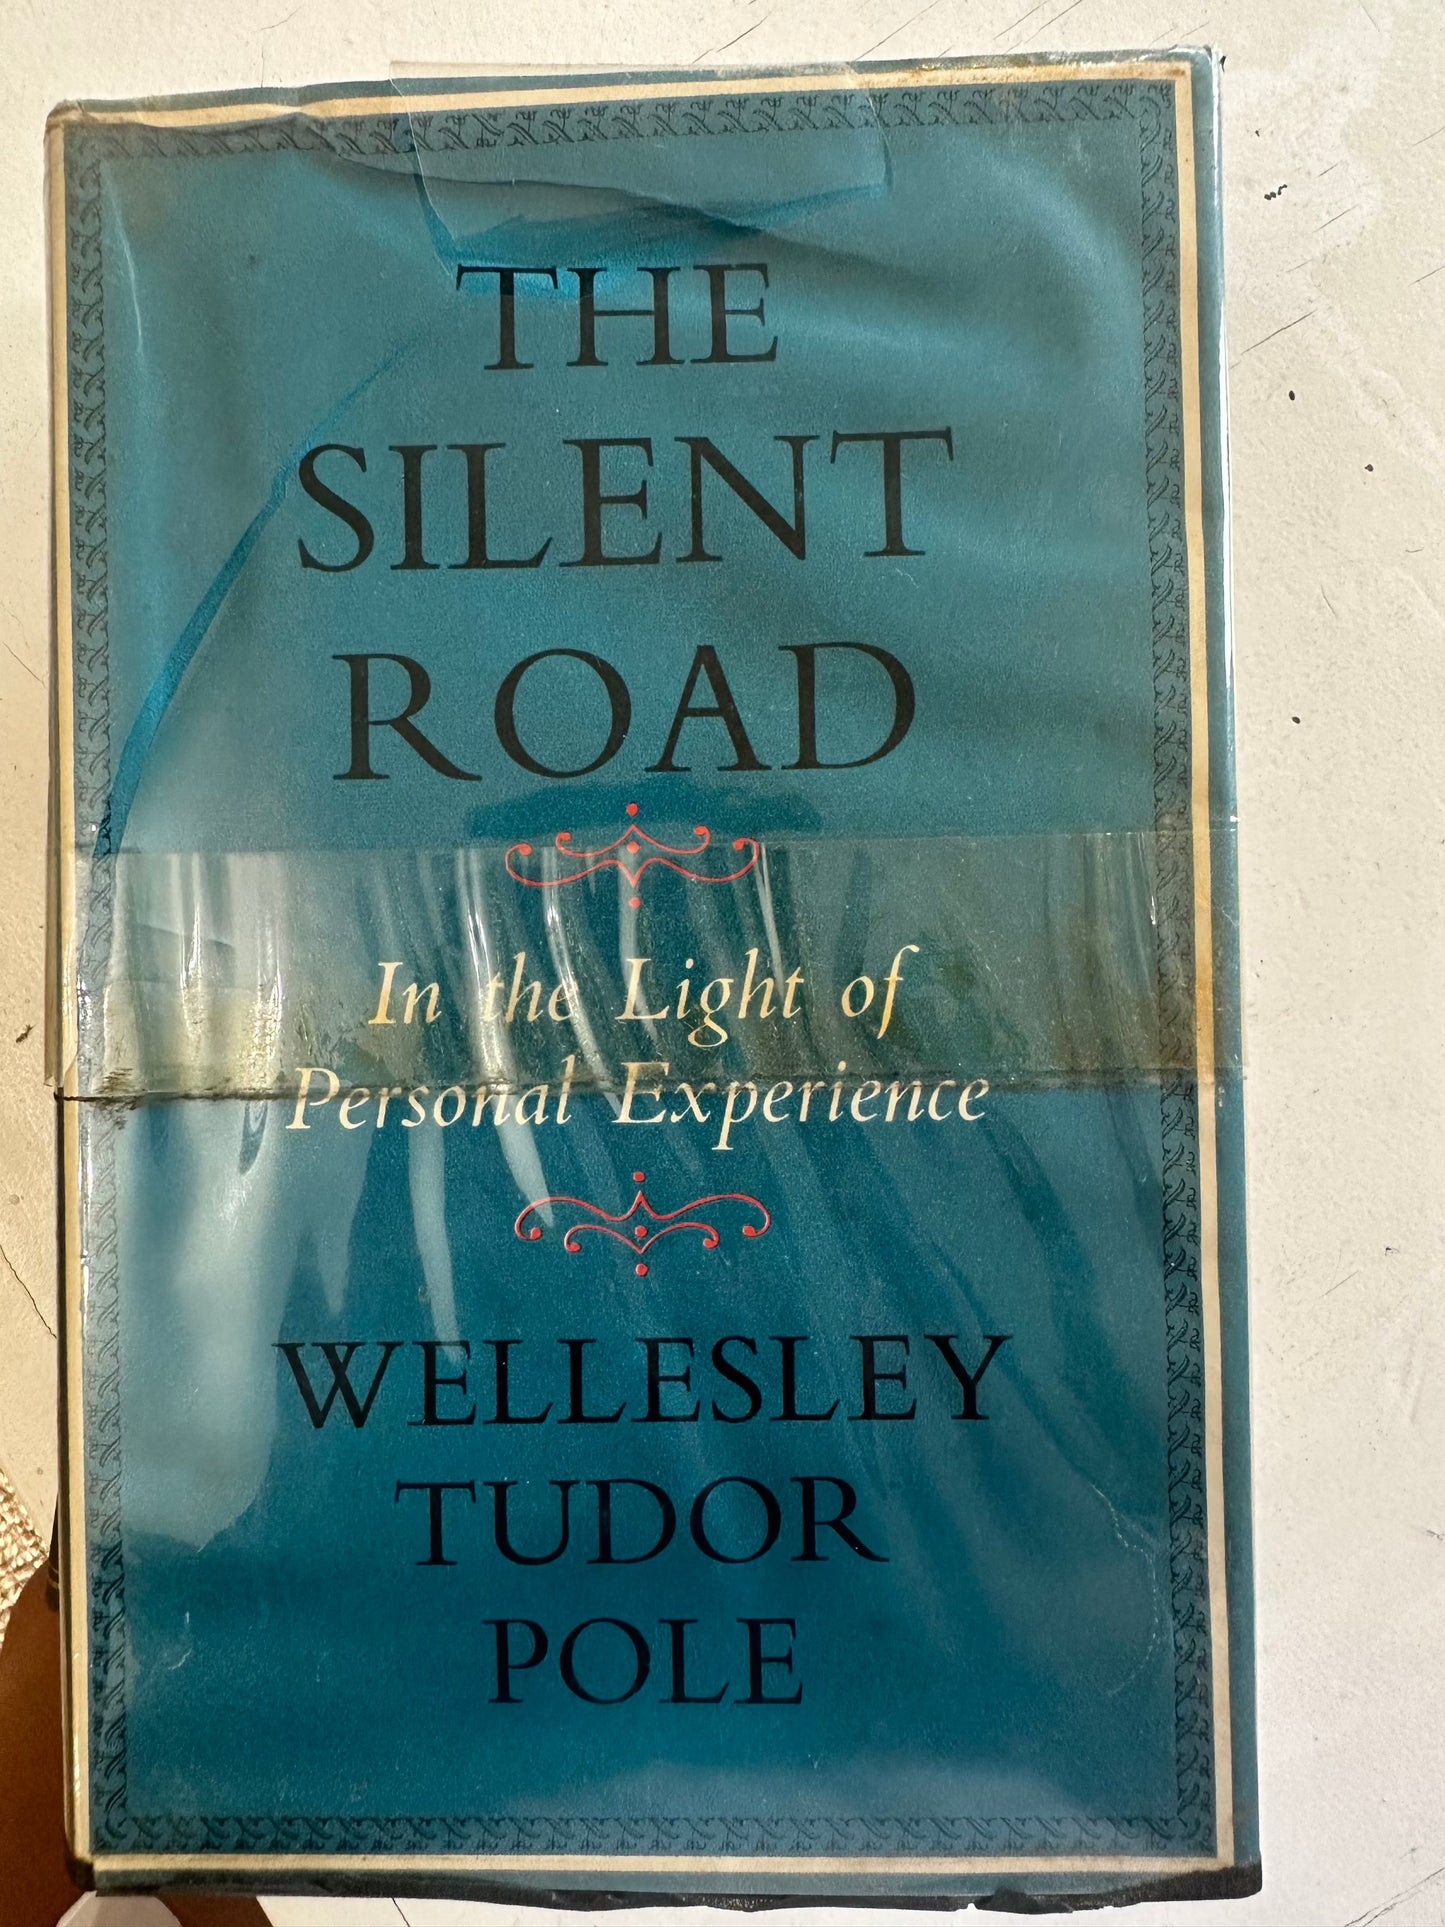 THE
SILENT
ROAD
In the Light of
Personal Experience
WELLESLEY
TUDOR
POLE